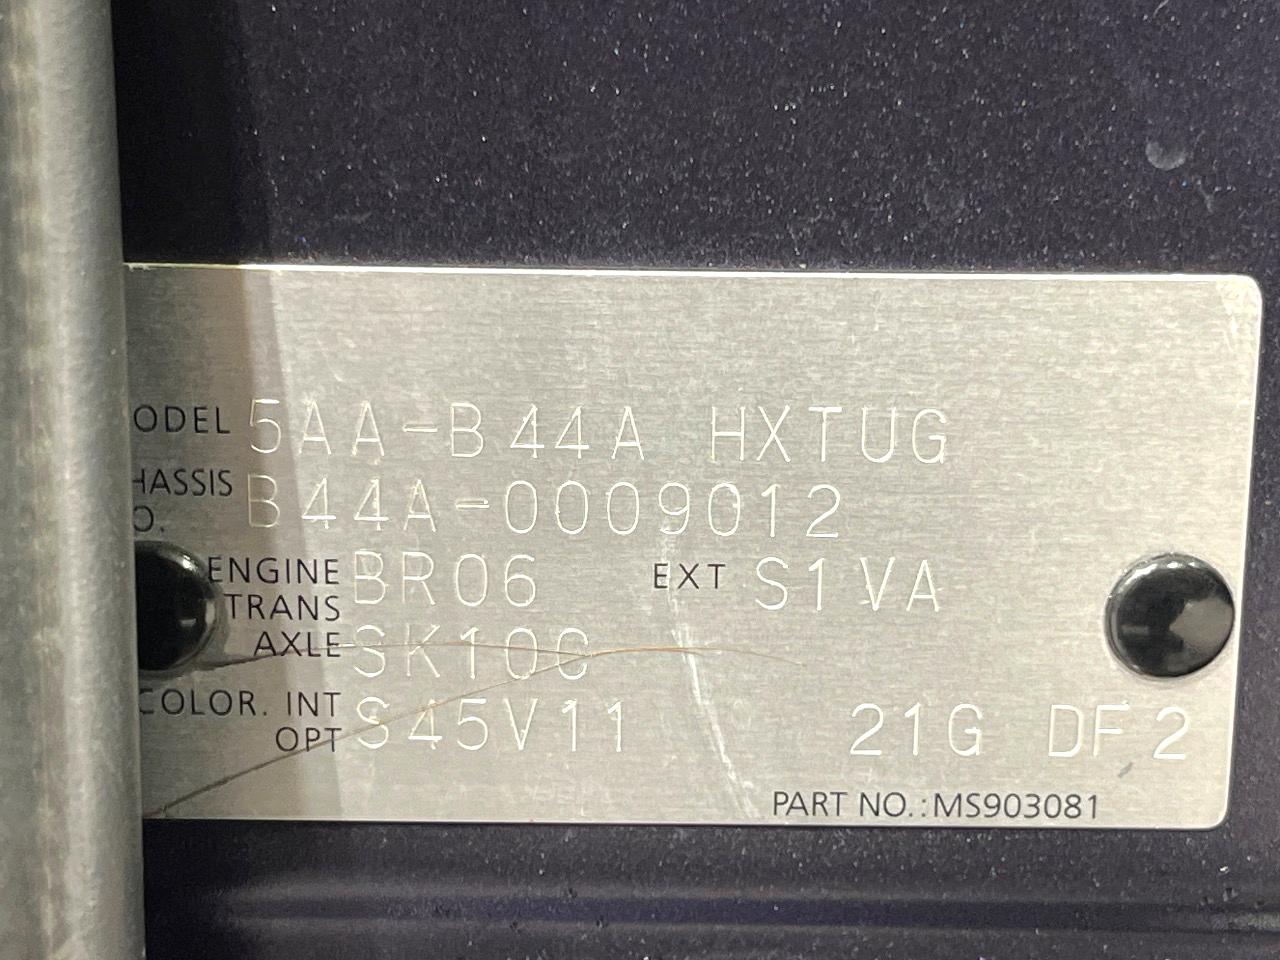 ODEL 5AA-B44A HXTUG
HASSIS
O. B44A-0009012
ENGINE BR06 EXT S1VA
TRANS
AXLE SK10C
COLOR. INT S45V11 21G DF2
OPT
PART NO.:MS903081